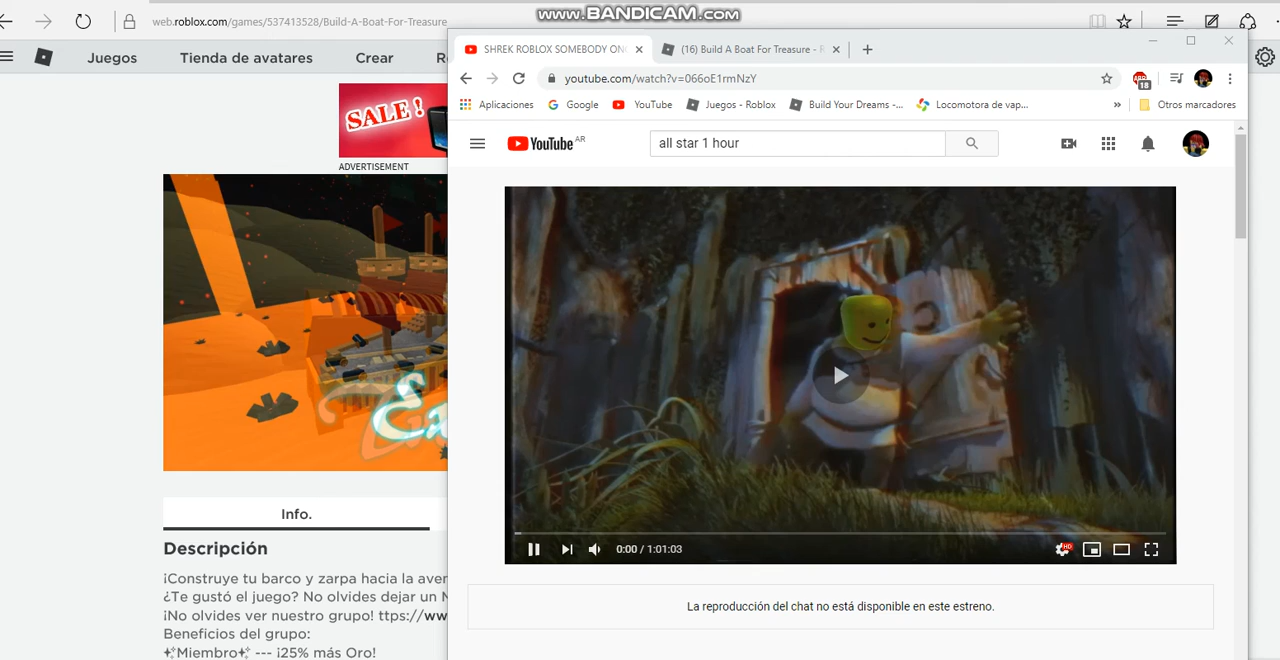 www.BANDICAM.com
web.roblox.com/games/537413528/Build-A-Boat-For-Treasure
Juegos
Tienda de avatares
Crear
R
SALE!
ADVERTISEMENT
Ex
Info.
Descripción
¡Construye tu barco y zarpa hacia la aver
¿Te gustó el juego? No olvides dejar un M
¡No olvides ver nuestro grupo! ttps://ww
Beneficios del grupo:
✨Miembro✨ --- ¡25% más Oro!
SHREK ROBLOX SOMEBODY ON
(16) Build A Boat For Treasure - R
youtube.com/watch?v=066oE1rmNzY
18
Aplicaciones
Google
YouTube
Juegos - Roblox
Build Your Dreams -...
Locomotora de vap...
»
Otros marcadores
YouTube AR
all star 1 hour
0:00 / 1:01:03
HD
La reproducción del chat no está disponible en este estreno.